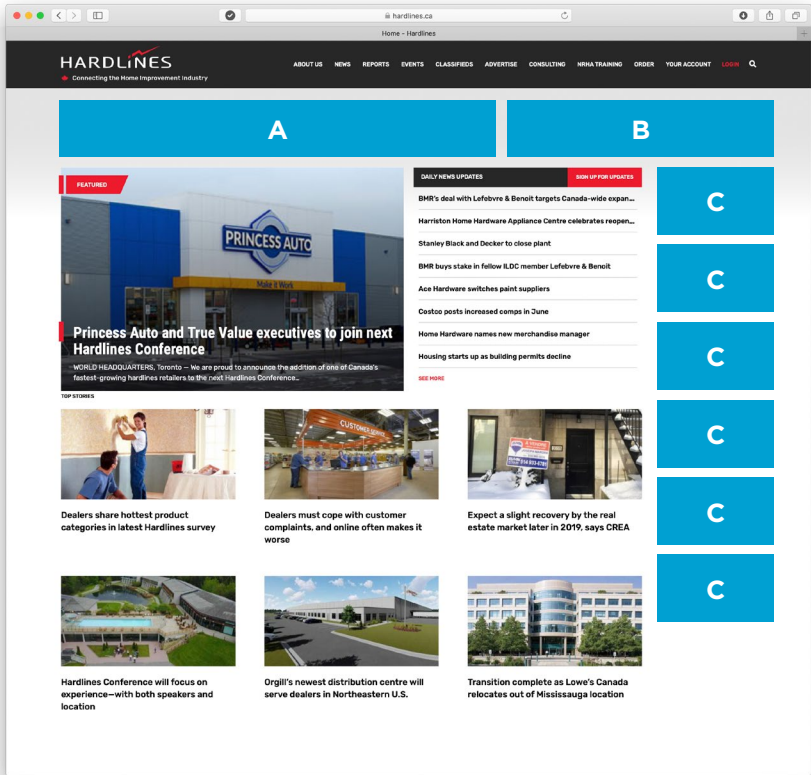 hardlines.ca
Home - Hardlines
HARDLINES
Connecting the Home Improvement Industry
ABOUT US NEWS REPORTS EVENTS CLASSIFIEDS ADVERTISE CONSULTING NRHA TRAINING ORDER YOUR ACCOUNT LOGIN
A
B
FEATURED
PRINCESS AUTO
Make it Work
Princess Auto and True Value executives to join next
Hardlines Conference
WORLD HEADQUARTERS, Toronto — We are proud to announce the addition of one of Canada's
fastest-growing hardlines retailers to the next Hardlines Conference...
DAILY NEWS UPDATES
SIGN UP FOR UPDATES
BMR's deal with Lefebvre & Benoit targets Canada-wide expan...
Harriston Home Hardware Appliance Centre celebrates reopen...
Stanley Black and Decker to close plant
BMR buys stake in fellow ILDC member Lefebvre & Benoit
Ace Hardware switches paint suppliers
Costco posts increased comps in June
Home Hardware names new merchandise manager
Housing starts up as building permits decline
SEE MORE
C
C
C
C
C
C
TOP STORIES
CUSTOMER SERVICE
Dealers share hottest product
categories in latest Hardlines survey
Dealers must cope with customer
complaints, and online often makes it
worse
Expect a slight recovery by the real
estate market later in 2019, says CREA
Hardlines Conference will focus on
experience—with both speakers and
location
Orgill's newest distribution centre will
serve dealers in Northeastern U.S.
Transition complete as Lowe's Canada
relocates out of Mississauga location